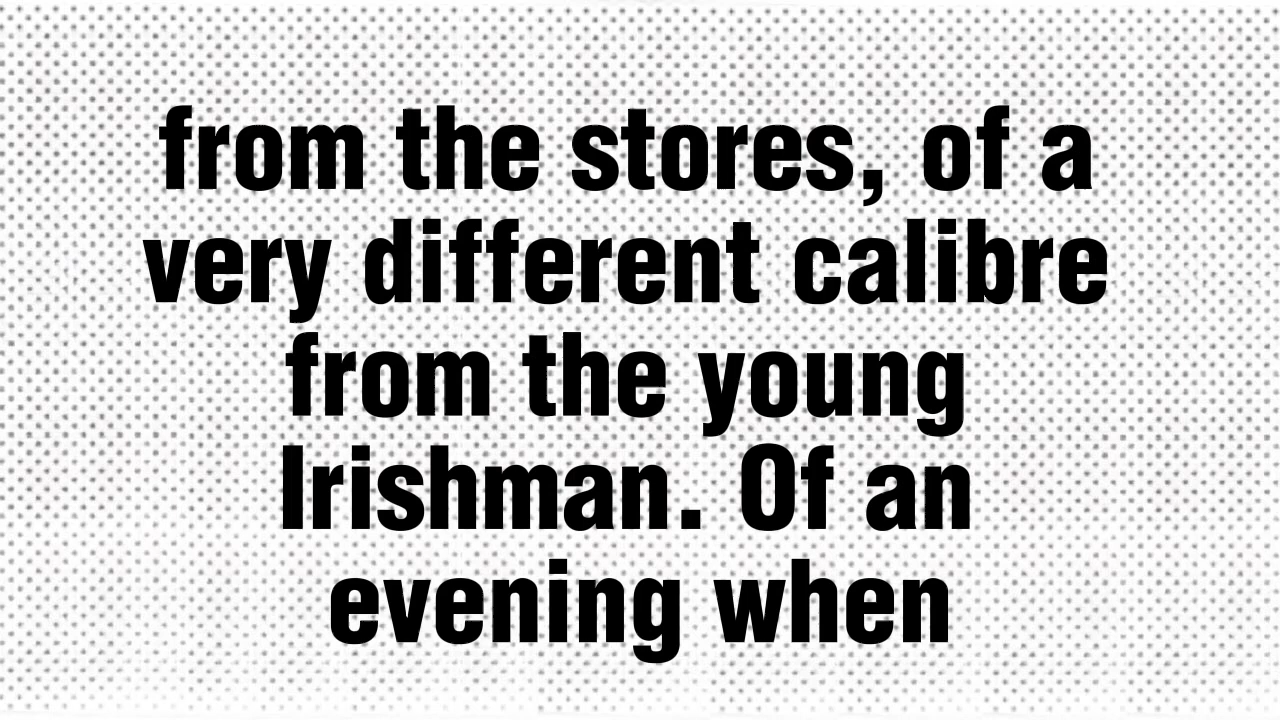 from the stores, of a
very different calibre
from the young
Irishman. Of an
evening when